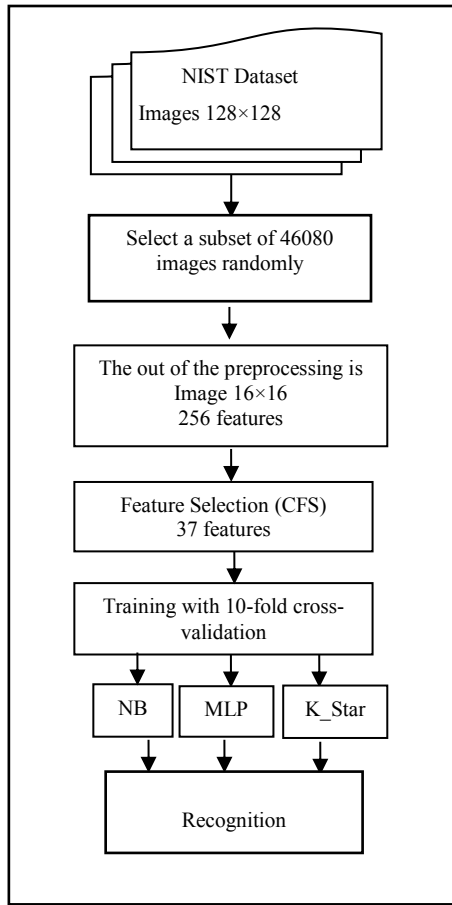 NIST Dataset
Images 128×128
Select a subset of 46080
images randomly
The out of the preprocessing is
Image 16×16
256 features
Feature Selection (CFS)
37 features
Training with 10-fold cross-
validation
NB
MLP
K_Star
Recognition